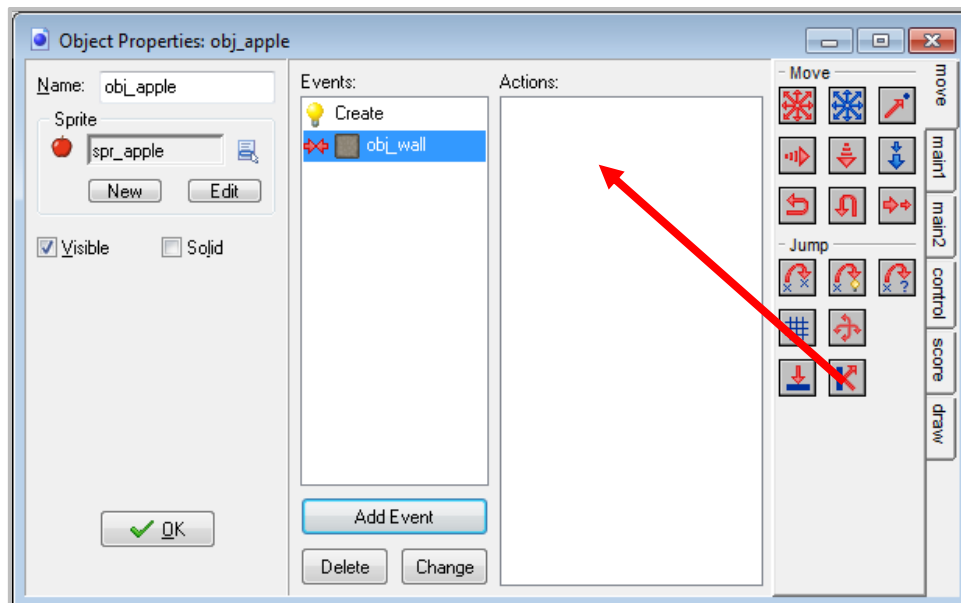 Object Properties: obj_apple
Name: obj_apple
Sprite
spr_apple
New Edit
Visible Solid
OK
Events:
Create
obj_wall
Add Event
Delete Change
Actions:
Move
Jump
move
main1
main2
control
score
draw